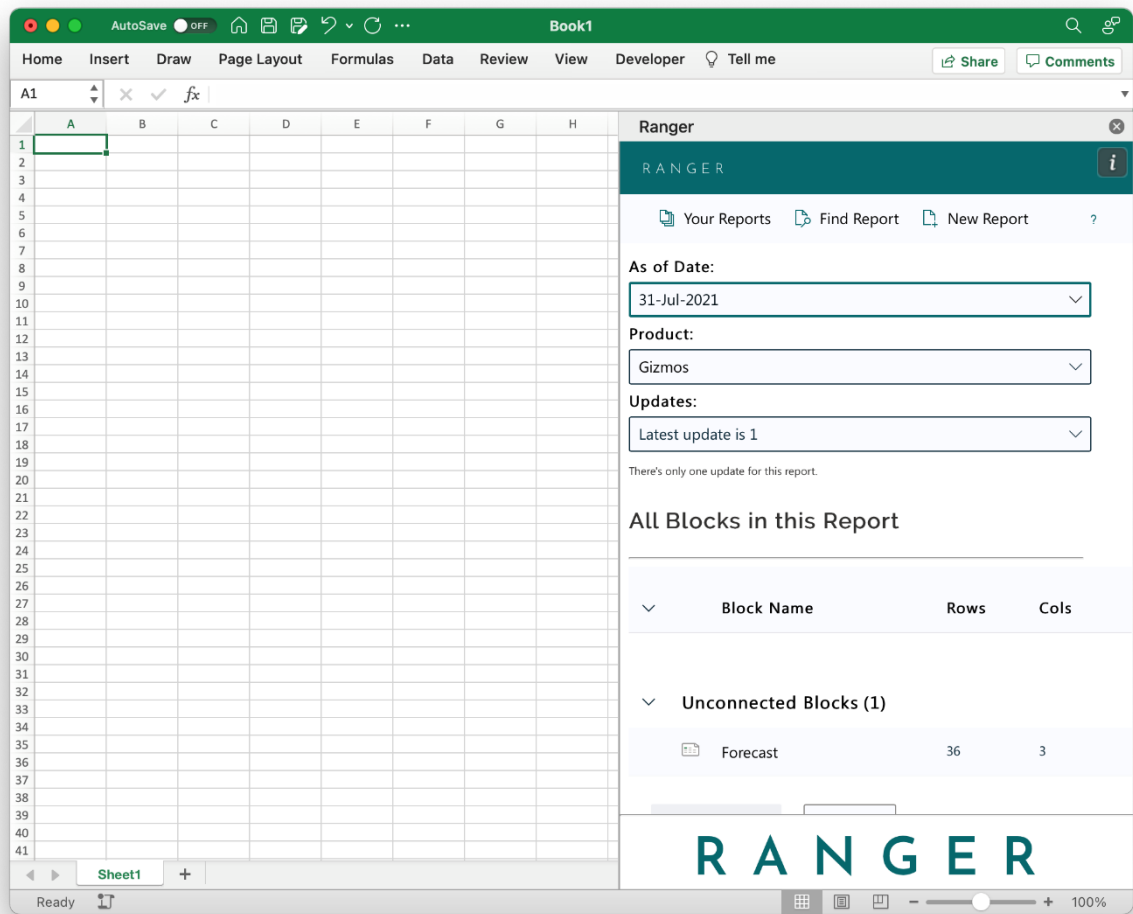 AutoSave OFF ... Book1
Home Insert Draw Page Layout Formulas Data Review View Developer Tell me Share Comments
A1 fx
A B C D E F G H
Ranger
RANGER i
Your Reports Find Report New Report ?
As of Date:
31-Jul-2021
Product:
Gizmos
Updates:
Latest update is 1
There's only one update for this report.
All Blocks in this Report
Block Name Rows Cols
Unconnected Blocks (1)
Forecast 36 3
RANGER
1
2
3
4
5
6
7
8
9
10
11
12
13
14
15
16
17
18
19
20
21
22
23
24
25
26
27
28
29
30
31
32
33
34
35
36
37
38
39
40
41
Sheet1 +
Ready - + 100%